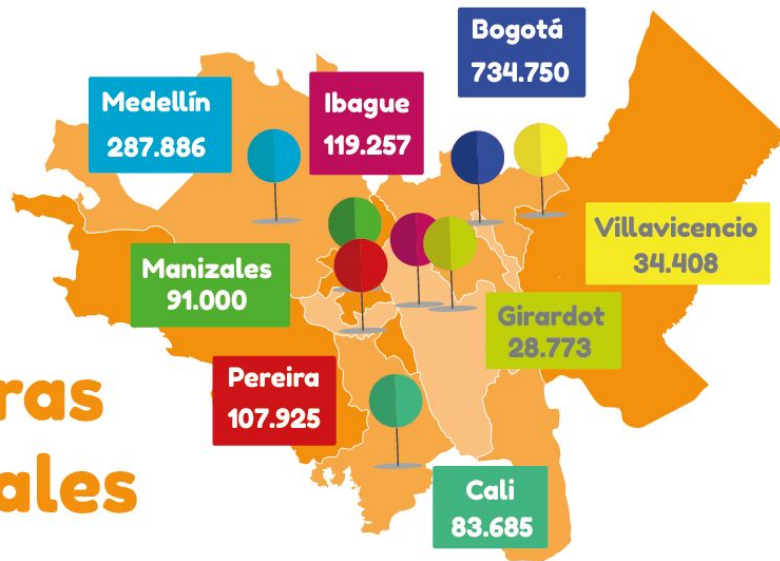 Bogotá
734.750
Medellín
287.886
Ibague
119.257
Villavicencio
34.408
Manizales
91.000
Girardot
28.773
Pereira
107.925
ras
ales
Cali
83.685